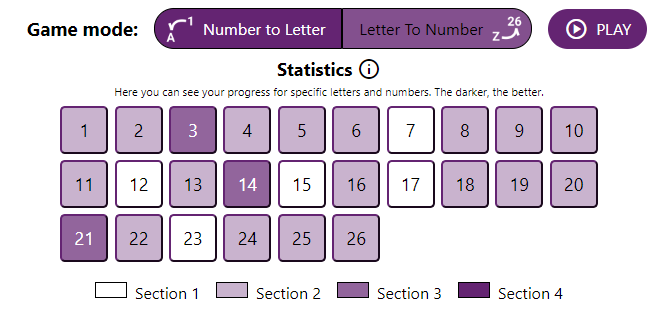 Game mode: 1 A Number to Letter Letter To Number 26 Z PLAY
Statistics
Here you can see your progress for specific letters and numbers. The darker, the better.
1 2 3 4 5 6 7 8 9 10
11 12 13 14 15 16 17 18 19 20
21 22 23 24 25 26
Section 1 Section 2 Section 3 Section 4